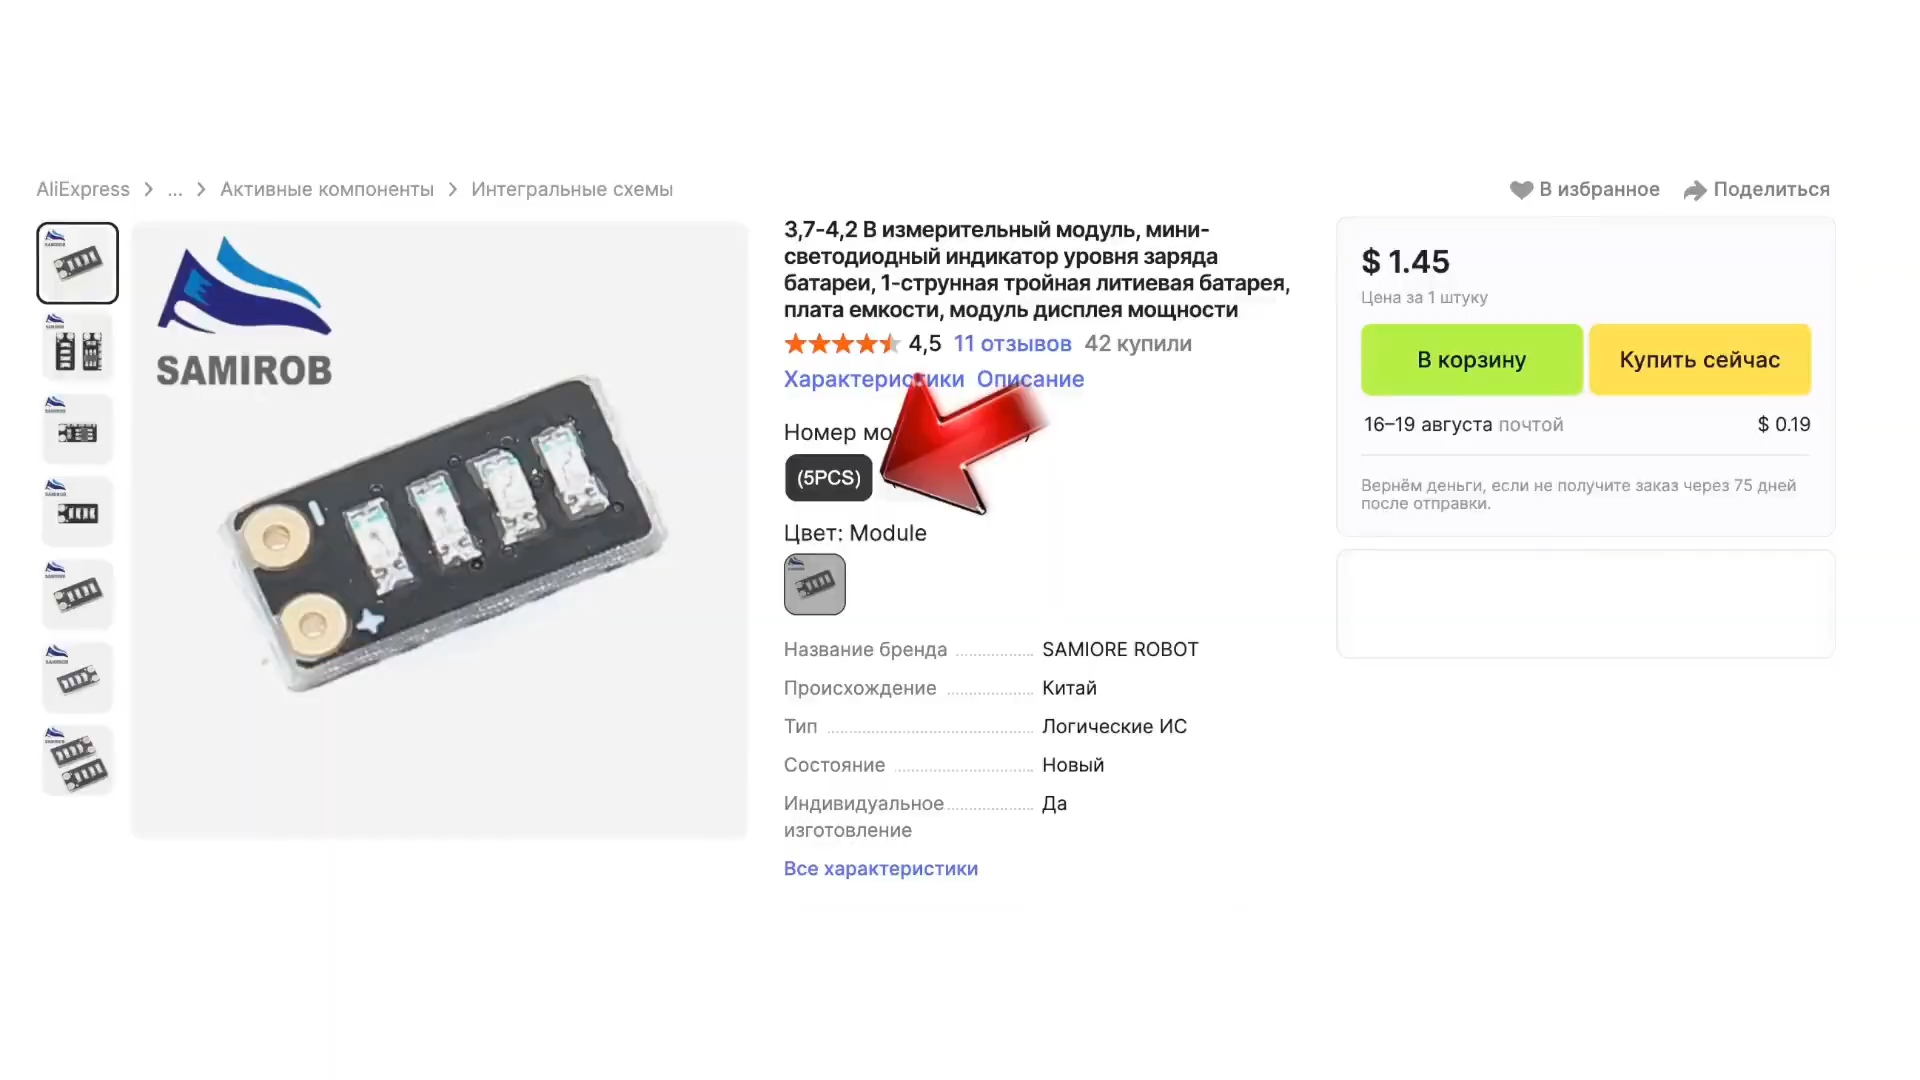 AliExpress > ... > Активные компоненты > Интегральные схемы
В избранное
Поделиться
SAMIROB
3,7-4,2 В измерительный модуль, мини-
светодиодный индикатор уровня заряда
батареи, 1-струнная тройная литиевая батарея,
плата емкости, модуль дисплея мощности
4,5 11 отзывов 42 купили
Характеристики Описание
Номер
(5PCS)
Цвет: Module
Название бренда SAMIORE ROBOT
Происхождение Китай
Тип Логические ИС
Состояние Новый
Индивидуальное Да
изготовление
Все характеристики
$ 1.45
Цена за 1 штуку
В корзину
Купить сейчас
16–19 августа почтой $ 0.19
Вернём деньги, если не получите заказ через 75 дней
после отправки.